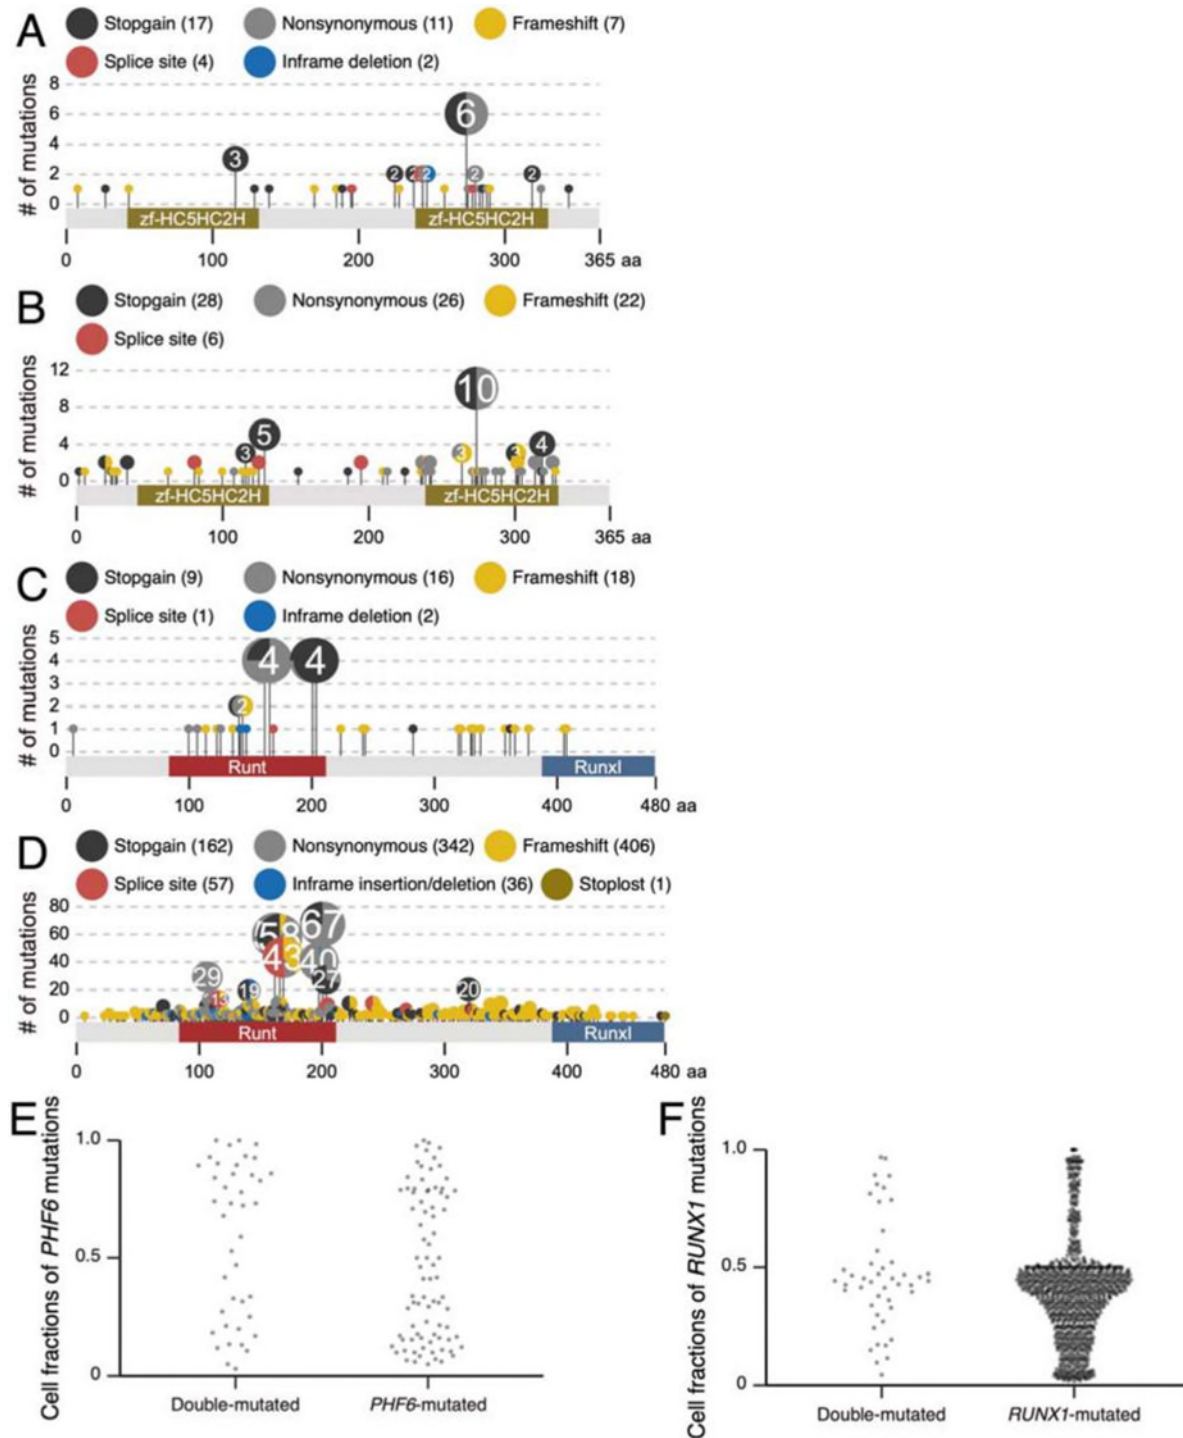 A
Stopgain (17) Nonsynonymous (11) Frameshift (7)
Splice site (4) Inframe deletion (2)
# of mutations
8
6
4
2
0
6
3
2 2 2 2 2
zf-HC5HC2H zf-HC5HC2H
0 100 200 300 365 aa
B
Stopgain (28) Nonsynonymous (26) Frameshift (22)
Splice site (6)
# of mutations
12
8
4
0
10
5
3 3 3 4
zf-HC5HC2H zf-HC5HC2H
0 100 200 300 365 aa
C
Stopgain (9) Nonsynonymous (16) Frameshift (18)
Splice site (1) Inframe deletion (2)
# of mutations
5
4
3
2
1
0
4 4
2
Runt RunxI
0 100 200 300 400 480 aa
D
Stopgain (162) Nonsynonymous (342) Frameshift (406)
Splice site (57) Inframe insertion/deletion (36) Stoplost (1)
# of mutations
80
60
40
20
0
58 67
43 40
29 27
13 19 20
Runt RunxI
0 100 200 300 400 480 aa
E
Cell fractions of PHF6 mutations
1.0
0.5
0
Double-mutated PHF6-mutated
F
Cell fractions of RUNX1 mutations
1.0
0.5
0
Double-mutated RUNX1-mutated